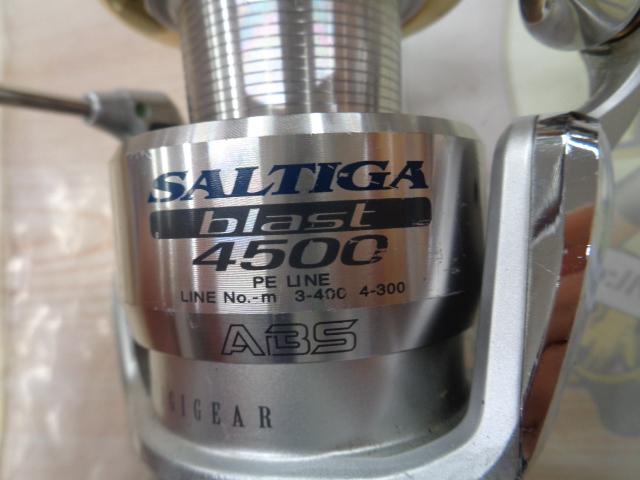 SALTIGA
blast
4500
PE LINE
LINE No.-m 3-400 4-300
ABS
GIGEAR